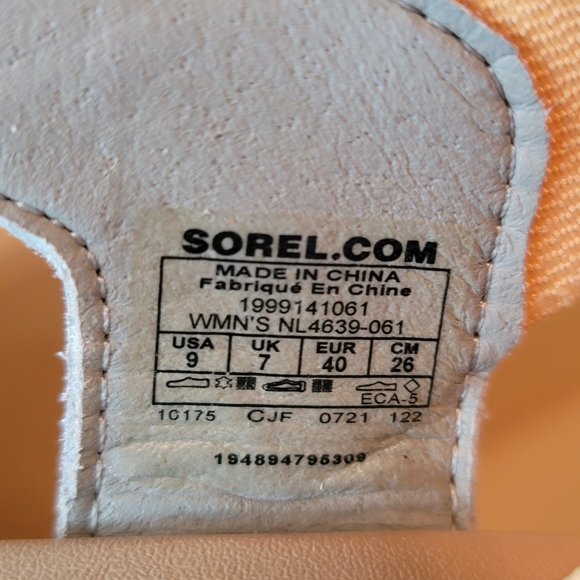 SOREL.COM
MADE IN CHINA
Fabriqué En Chine
1999141061
WMN'S NL4639-061
USA UK EUR CM
9 7 40 26
ECA-5
10175 CJF 0721 122
194894795309